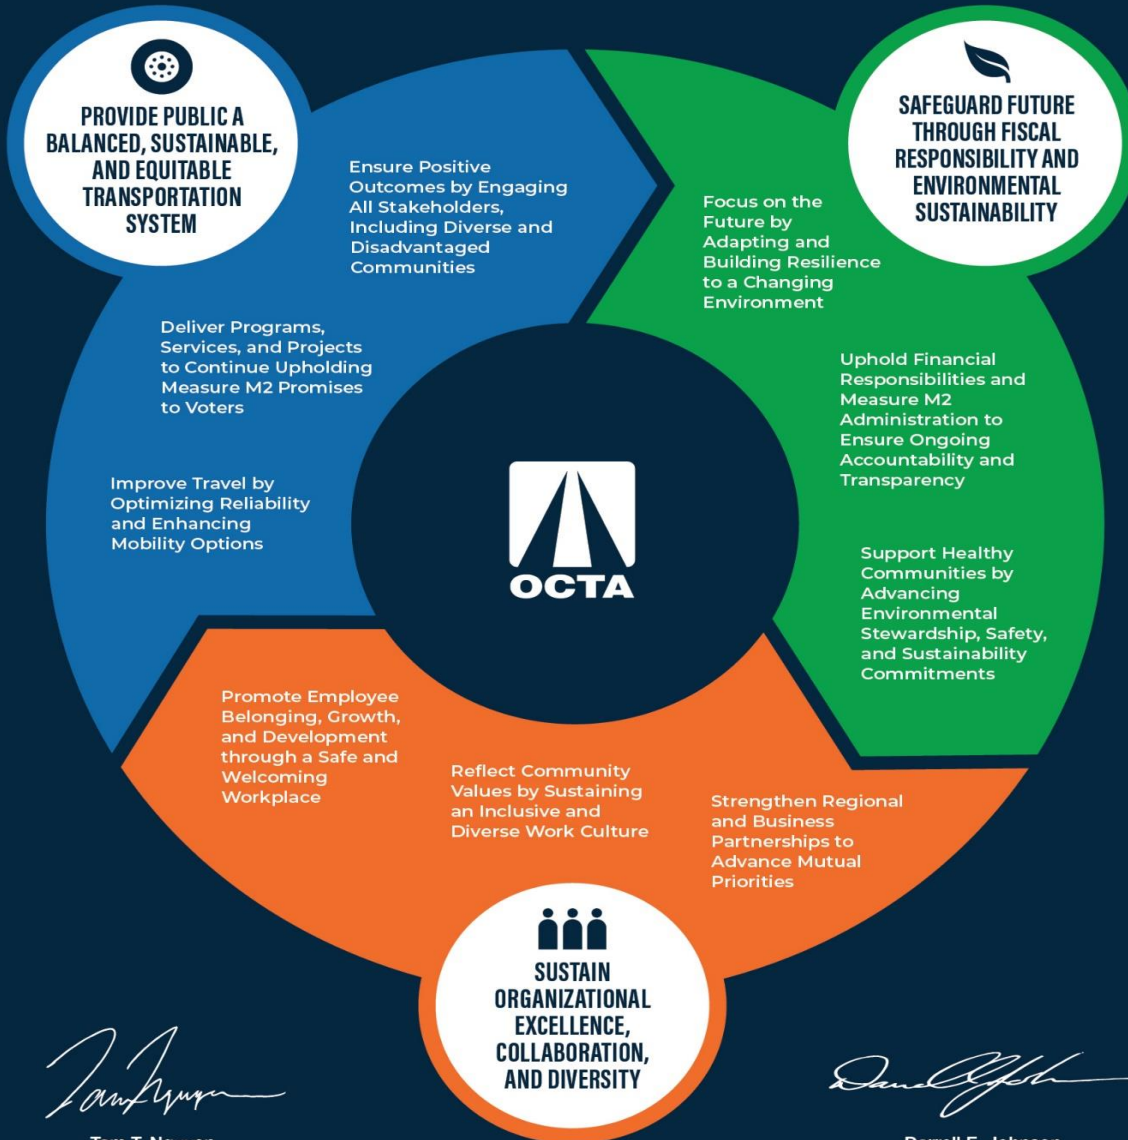 PROVIDE PUBLIC A
BALANCED, SUSTAINABLE,
AND EQUITABLE
TRANSPORTATION
SYSTEM
Ensure Positive
Outcomes by Engaging
All Stakeholders,
Including Diverse and
Disadvantaged
Communities
Deliver Programs,
Services, and Projects
to Continue Upholding
Measure M2 Promises
to Voters
Improve Travel by
Optimizing Reliability
and Enhancing
Mobility Options
SAFEGUARD FUTURE
THROUGH FISCAL
RESPONSIBILITY AND
ENVIRONMENTAL
SUSTAINABILITY
Focus on the
Future by
Adapting and
Building Resilience
to a Changing
Environment
Uphold Financial
Responsibilities and
Measure M2
Administration to
Ensure Ongoing
Accountability and
Transparency
Support Healthy
Communities by
Advancing
Environmental
Stewardship, Safety,
and Sustainability
Commitments
OCTA
Promote Employee
Belonging, Growth,
and Development
through a Safe and
Welcoming
Workplace
Reflect Community
Values by Sustaining
an Inclusive and
Diverse Work Culture
Strengthen Regional
and Business
Partnerships to
Advance Mutual
Priorities
SUSTAIN
ORGANIZATIONAL
EXCELLENCE,
COLLABORATION,
AND DIVERSITY